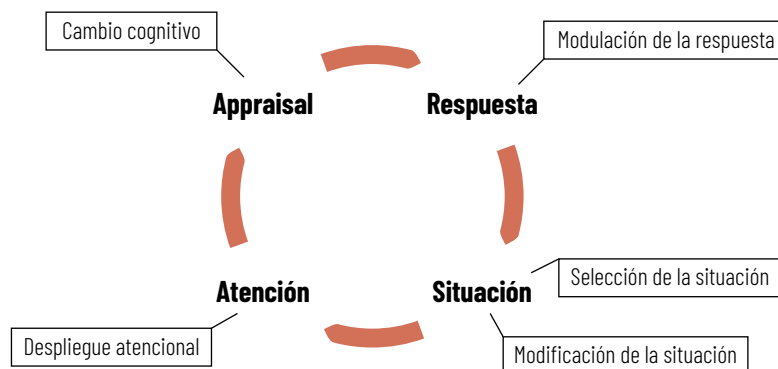 Cambio cognitivo
Modulación de la respuesta
Appraisal
Respuesta
Atención
Situación
Selección de la situación
Despliegue atencional
Modificación de la situación